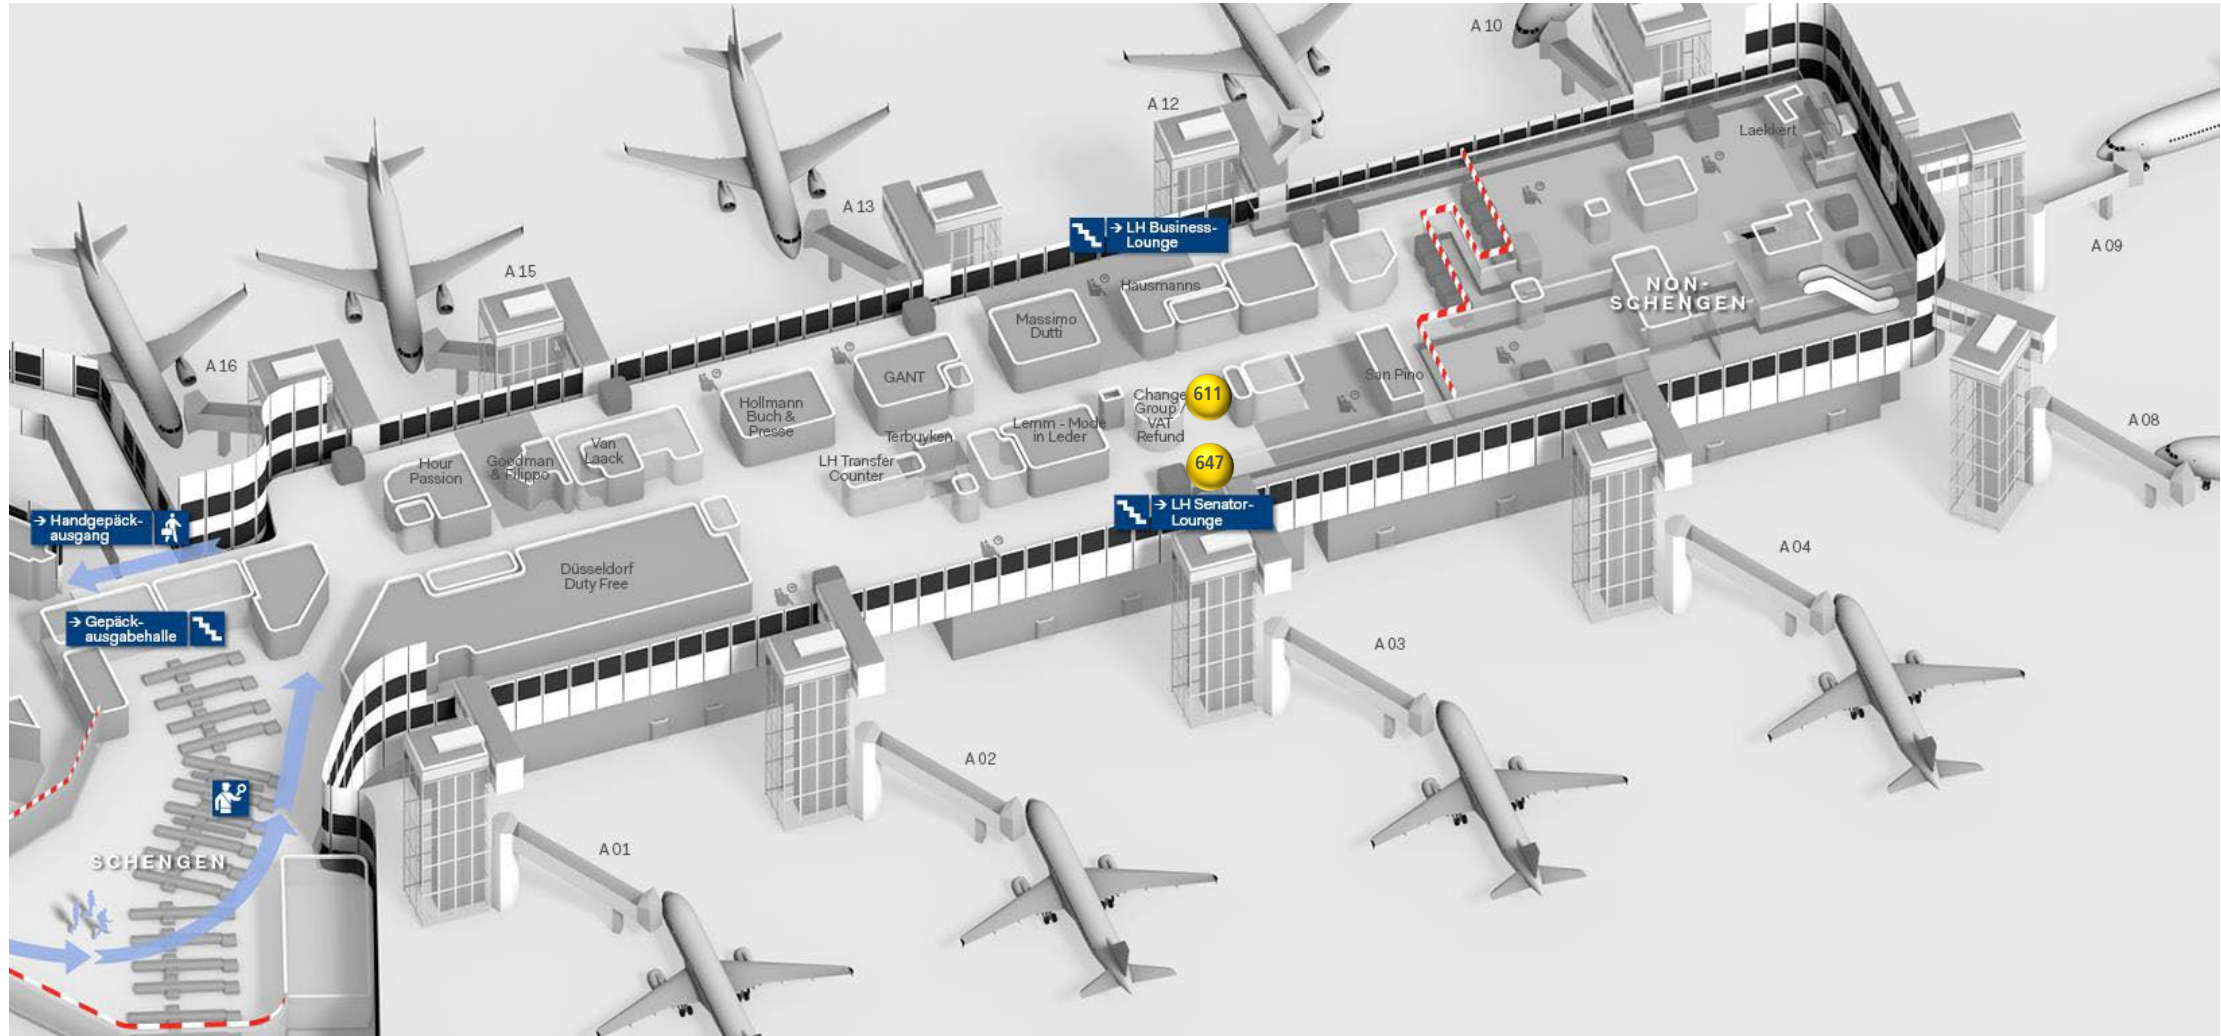 A 10
A 12
Laekkert
A 13
→ LH Business-
Lounge
A 09
A 15
Hausmanns
NON-
SCHENGEN
Massimo
Dutti
A 16
GANT
San Pino
Change
Group /
VAT
Refund
611
Hollmann
Buch &
Presse
A 08
Lemm - Mode
in Leder
Terbuyken
Van
Laack
Hour
Passion
Goodman
& Filippo
LH Transfer
Counter
647
→ LH Senator-
Lounge
→ Handgepäck-
ausgang
A 04
Düsseldorf
Duty Free
→ Gepäck-
ausgabehalle
A 03
A 02
A 01
SCHENGEN